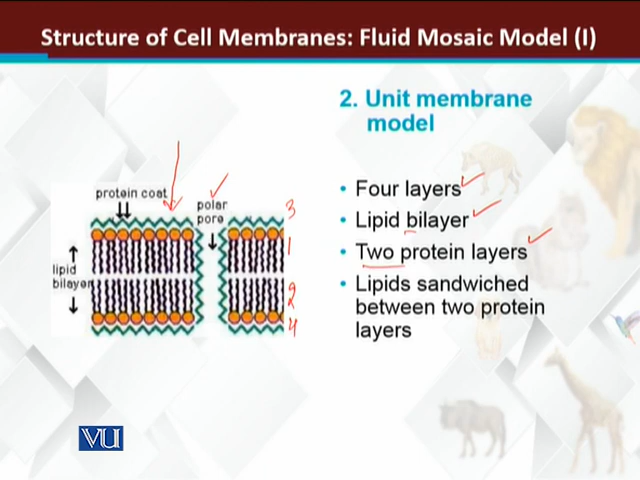 Structure of Cell Membranes: Fluid Mosaic Model (I)
2. Unit membrane
model
• Four layers
• Lipid bilayer
• Two protein layers
• Lipids sandwiched
between two protein
layers
protein coat
polar
pore
lipid
bilayer
3
1
2
4
VU